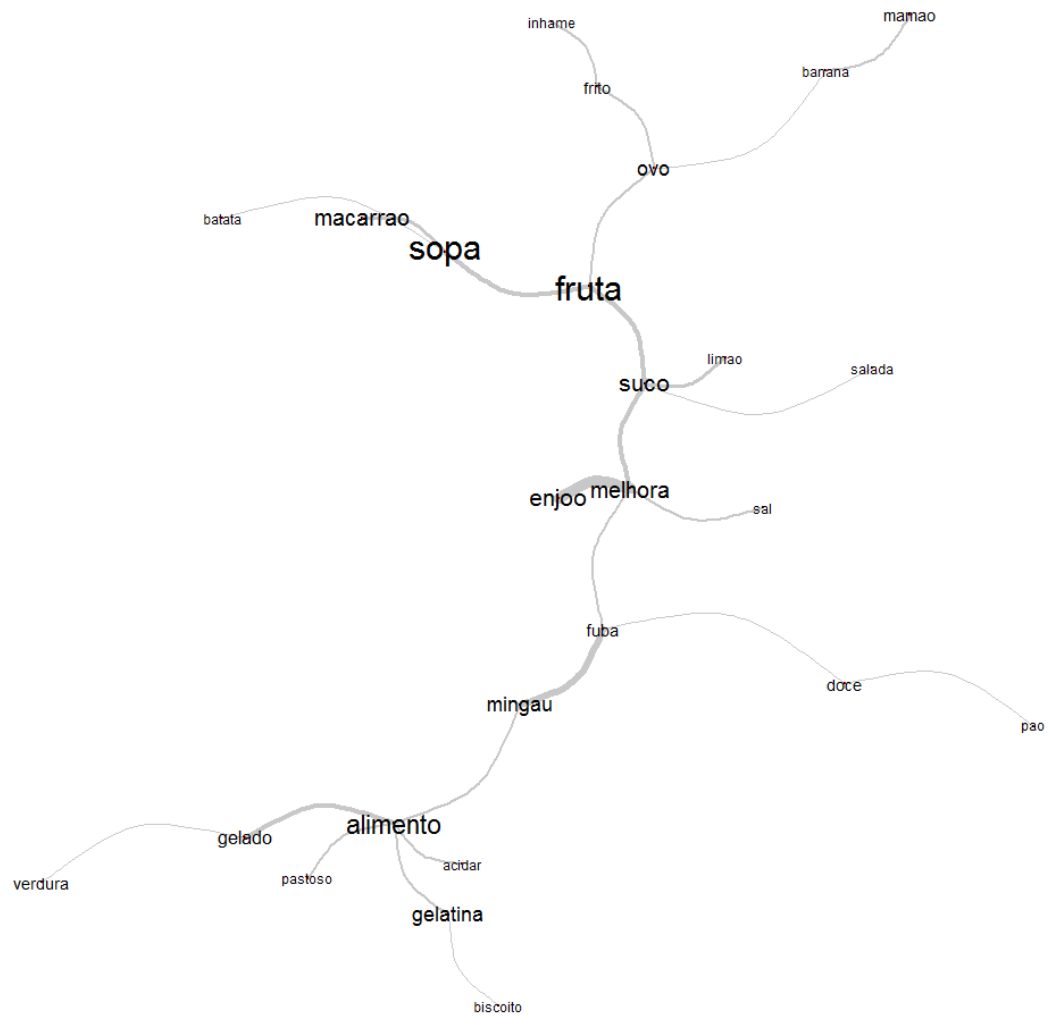 mamao
inhame
barrana
frito
ovo
macarrao
batata
sopa
fruta
limao
salada
suco
melhora
enjoo
sal
fuba
doce
mingau
pao
alimento
gelado
acidar
pastoso
verdura
gelatina
biscoito